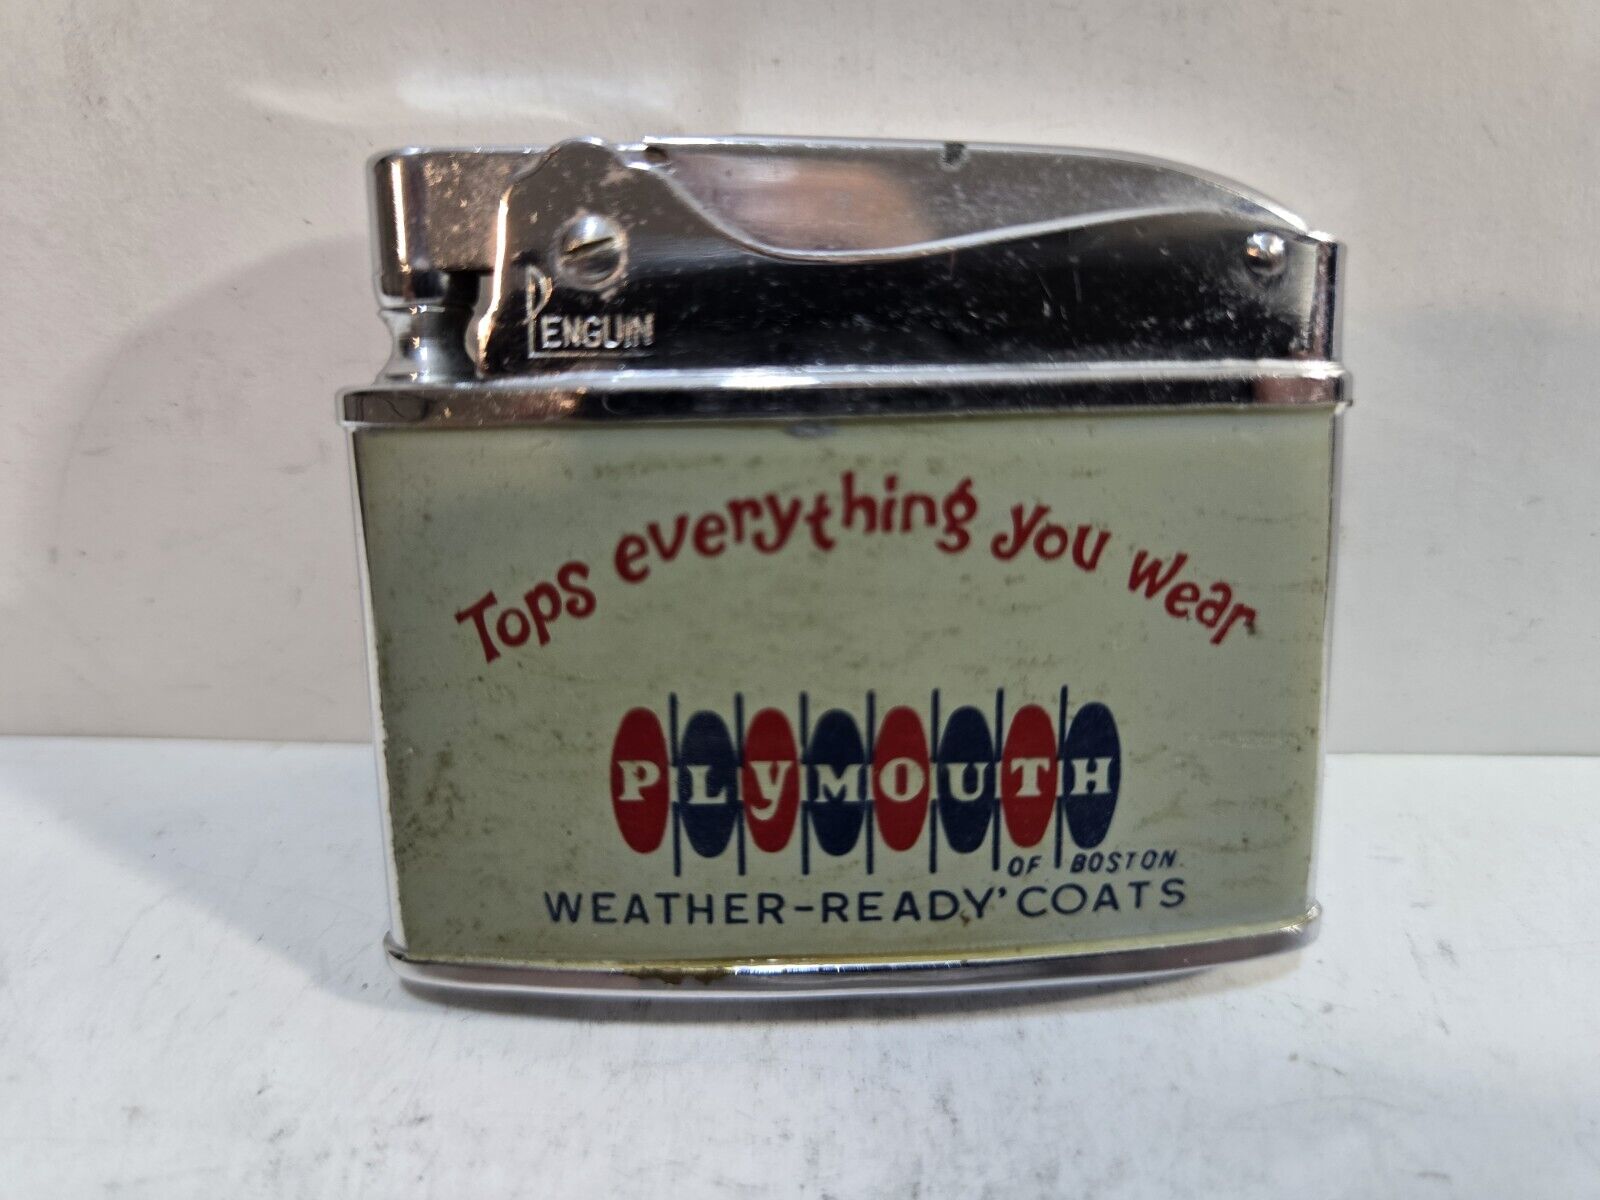 PENGUIN
Tops everything you wear
PLyMOUTH
OF BOSTON.
WEATHER-READY' COATS